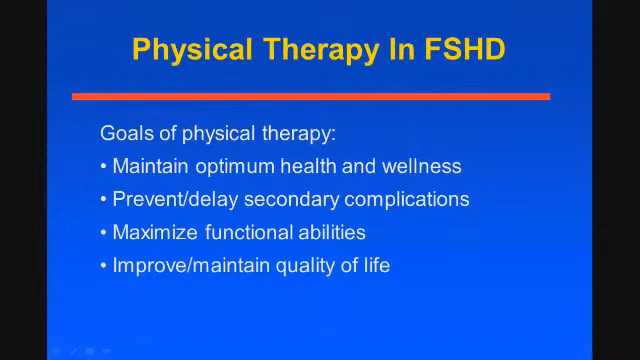 Physical Therapy In FSHD
Goals of physical therapy:
• Maintain optimum health and wellness
• Prevent/delay secondary complications
• Maximize functional abilities
• Improve/maintain quality of life